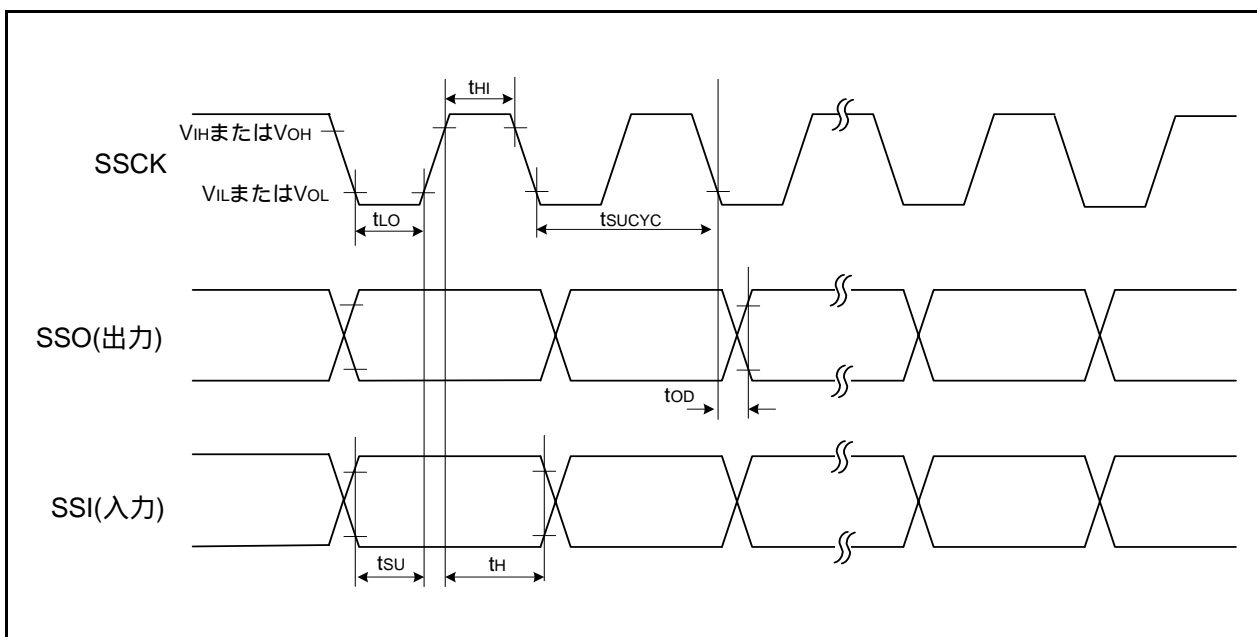 tHI
VIHまたはVOH
SSCK
VILまたはVOL
tLO
tSUCYC
SSO(出力)
tOD
SSI(入力)
tSU
tH